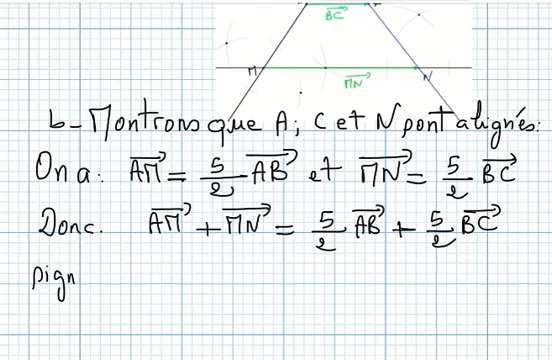 BC
M
MN
N
b- Montrons que A; C et N sont alignés:
On a: AM = 5/2 AB et MN = 5/2 BC
Donc: AM + MN = 5/2 AB + 5/2 BC
sign